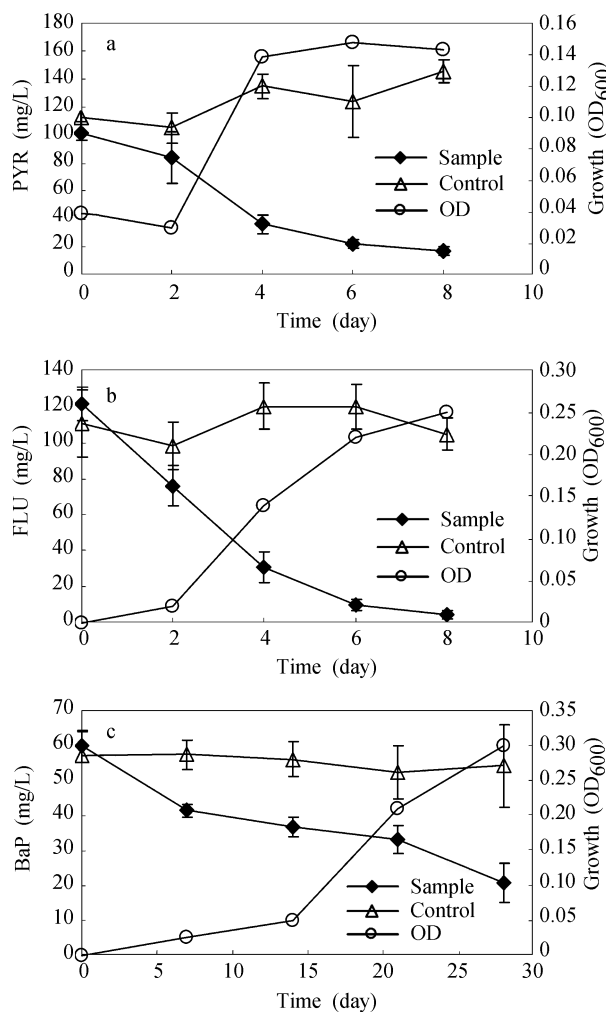 a
180
160
140
120
100
80
60
40
20
0
PYR (mg/L)
0.16
0.14
0.12
0.10
0.08
0.06
0.04
0.02
0
Growth (OD600)
Sample
Control
OD
0 2 4 6 8 10
Time (day)
b
140
120
100
80
60
40
20
0
FLU (mg/L)
0.30
0.25
0.20
0.15
0.10
0.05
0
Growth (OD600)
Sample
Control
OD
0 2 4 6 8 10
Time (day)
c
70
60
50
40
30
20
10
0
BaP (mg/L)
0.35
0.30
0.25
0.20
0.15
0.10
0.05
0
Growth (OD600)
Sample
Control
OD
0 5 10 15 20 25 30
Time (day)